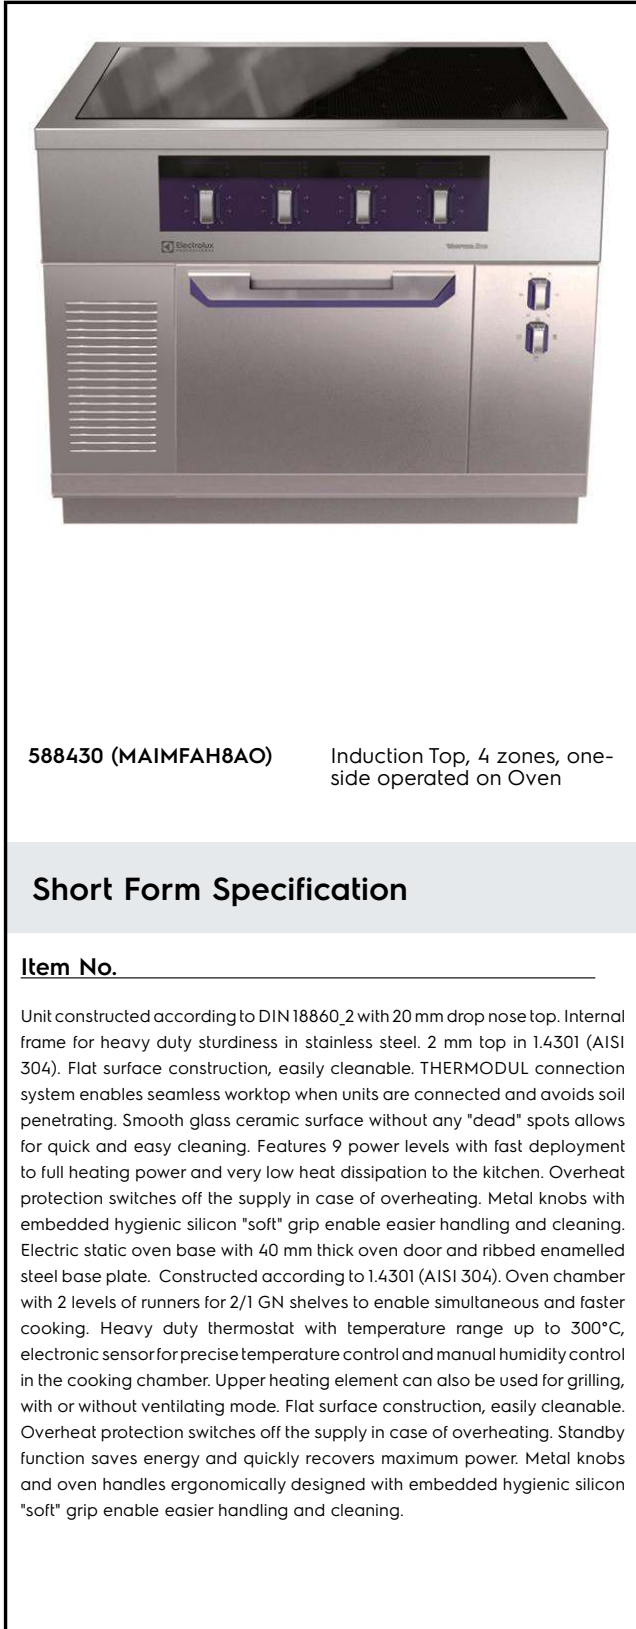 Electrolux
PROFESSIONAL
588430 (MAIMFAH8AO)
Induction Top, 4 zones, one-
side operated on Oven
Short Form Specification
Item No.
Unit constructed according to DIN 18860_2 with 20 mm drop nose top. Internal
frame for heavy duty sturdiness in stainless steel. 2 mm top in 1.4301 (AISI
304). Flat surface construction, easily cleanable. THERMODUL connection
system enables seamless worktop when units are connected and avoids soil
penetrating. Smooth glass ceramic surface without any "dead" spots allows
for quick and easy cleaning. Features 9 power levels with fast deployment
to full heating power and very low heat dissipation to the kitchen. Overheat
protection switches off the supply in case of overheating. Metal knobs with
embedded hygienic silicon "soft" grip enable easier handling and cleaning.
Electric static oven base with 40 mm thick oven door and ribbed enamelled
steel base plate. Constructed according to 1.4301 (AISI 304). Oven chamber
with 2 levels of runners for 2/1 GN shelves to enable simultaneous and faster
cooking. Heavy duty thermostat with temperature range up to 300°C,
electronic sensor for precise temperature control and manual humidity control
in the cooking chamber. Upper heating element can also be used for grilling,
with or without ventilating mode. Flat surface construction, easily cleanable.
Overheat protection switches off the supply in case of overheating. Standby
function saves energy and quickly recovers maximum power. Metal knobs
and oven handles ergonomically designed with embedded hygienic silicon
"soft" grip enable easier handling and cleaning.